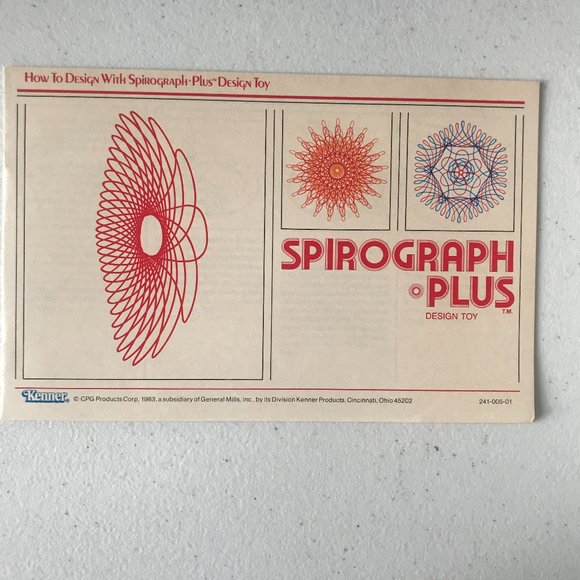 How To Design With Spirograph·Plus™ Design Toy
SPIROGRAPH
PLUS T.M.
DESIGN TOY
Kenner® © CPG Products Corp, 1983, a subsidiary of General Mills, Inc., by its Division Kenner Products, Cincinnati, Ohio 45202 241-005-01